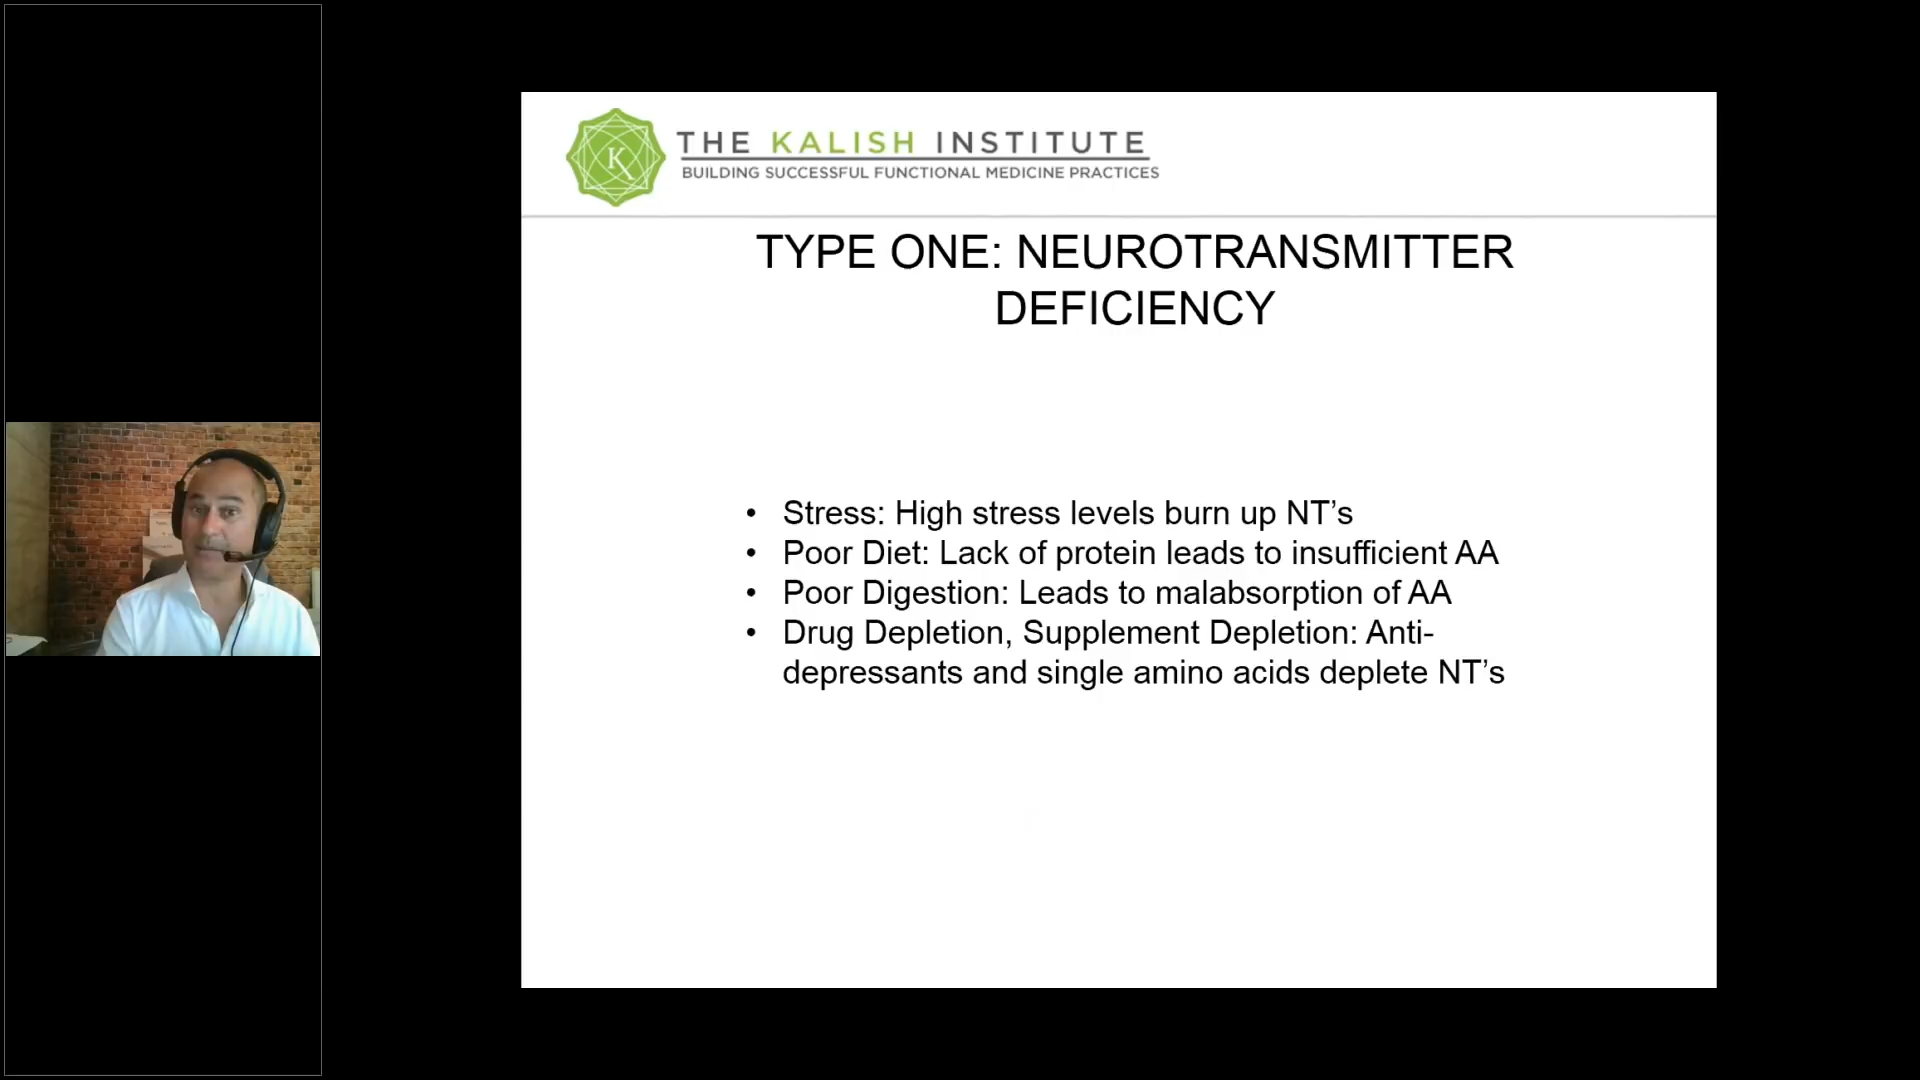 THE KALISH INSTITUTE
BUILDING SUCCESSFUL FUNCTIONAL MEDICINE PRACTICES
K
TYPE ONE: NEUROTRANSMITTER
DEFICIENCY
• Stress: High stress levels burn up NT’s
• Poor Diet: Lack of protein leads to insufficient AA
• Poor Digestion: Leads to malabsorption of AA
• Drug Depletion, Supplement Depletion: Anti-
depressants and single amino acids deplete NT’s